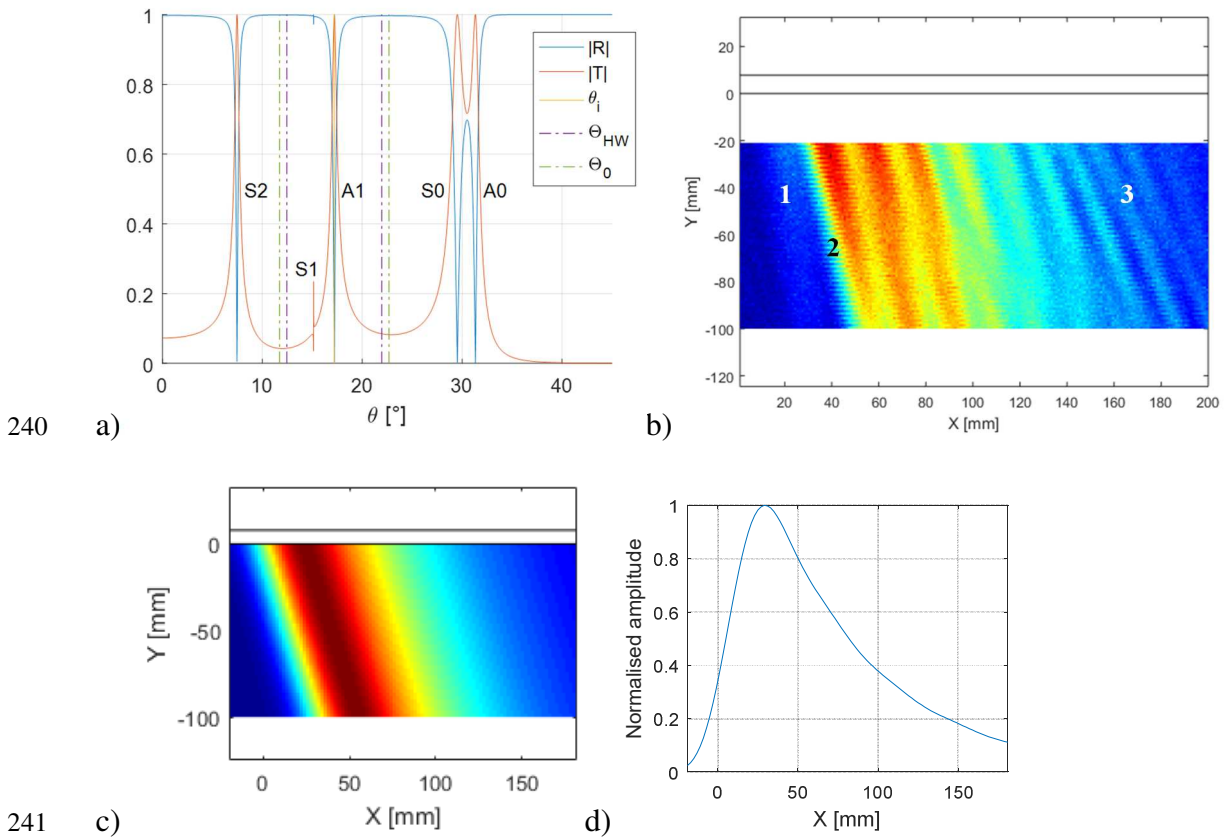 1
0.8
0.6
0.4
0.2
0
0 10 20 30 40
θ [°]
S2
S1
A1
S0
A0
|R|
|T|
θi
ΘHW
Θ0
240 a)
20
0
-20
-40
-60
-80
-100
-120
Y [mm]
20 40 60 80 100 120 140 160 180 200
X [mm]
1
2
3
b)
0
-50
-100
Y [mm]
0 50 100 150
X [mm]
241 c)
1
0.8
0.6
0.4
0.2
0
Normalised amplitude
0 50 100 150
X [mm]
d)